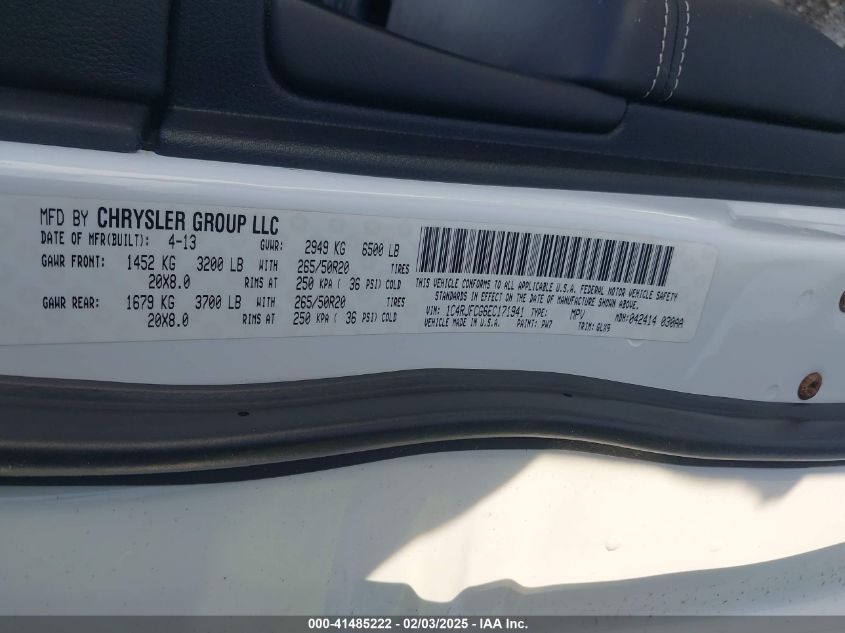 MFD BY CHRYSLER GROUP LLC
DATE OF MFR(BUILT): 4-13 GVWR: 2949 KG 6500 LB
GAWR FRONT: 1452 KG 3200 LB WITH 265/50R20 TIRES
20X8.0 RIMS AT 250 KPA ( 36 PSI) COLD
GAWR REAR: 1679 KG 3700 LB WITH 265/50R20 TIRES
20X8.0 RIMS AT 250 KPA ( 36 PSI) COLD
THIS VEHICLE CONFORMS TO ALL APPLICABLE U.S.A. FEDERAL MOTOR VEHICLE SAFETY
STANDARDS IN EFFECT ON THE DATE OF MANUFACTURE SHOWN ABOVE.
VIN: 1C4RJFCG6EC171941 TYPE: MPV MDH: 042414 030AA
VEHICLE MADE IN U.S.A. PAINT: PW7 TRIM: GLX9
000-41485222 - 02/03/2025 - IAA Inc.